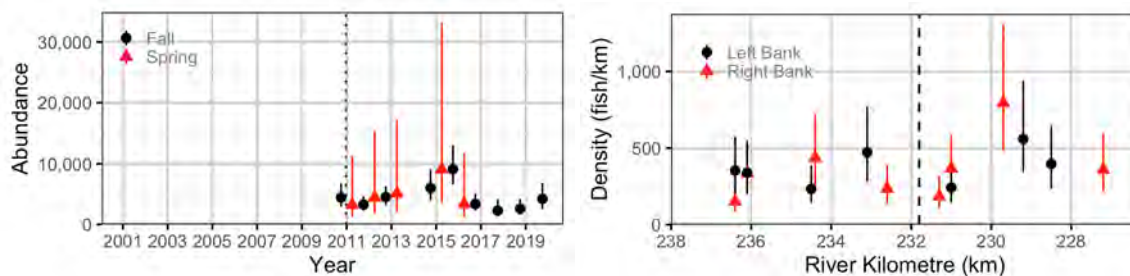 Abundance
30,000
20,000
10,000
0
Fall
Spring
2001 2003 2005 2007 2009 2011 2013 2015 2017 2019
Year
Density (fish/km)
1,000
500
0
Left Bank
Right Bank
238 236 234 232 230 228
River Kilometre (km)